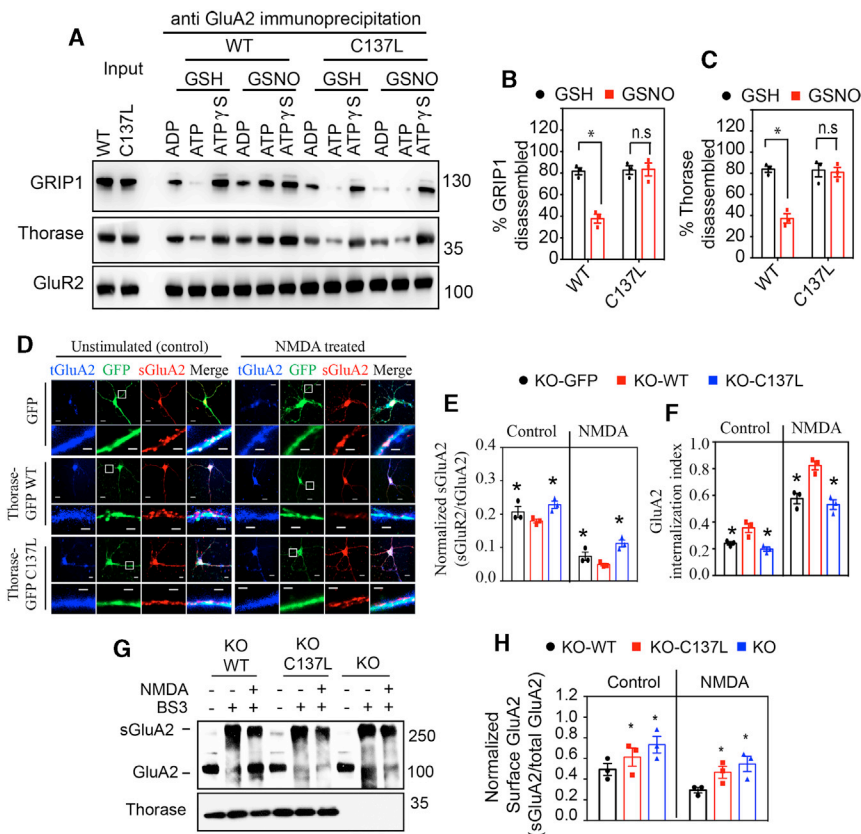 A
anti GluA2 immunoprecipitation
WT
C137L
Input
GSH
GSNO
GSH
GSNO
WT
C137L
ADP
ATP
ATPγS
ADP
ATP
ATPγS
ADP
ATP
ATPγS
ADP
ATP
ATPγS
GRIP1
130
Thorase
35
GluR2
100
B
GSH
GSNO
% GRIP1
disassembled
120
100
80
60
40
20
0
*
n.s
WT
C137L
C
GSH
GSNO
% Thorase
disassembled
120
100
80
60
40
20
0
*
n.s
WT
C137L
D
Unstimulated (control)
NMDA treated
tGluA2 GFP sGluA2 Merge
tGluA2 GFP sGluA2 Merge
GFP
Thorase-
GFP WT
Thorase-
GFP C137L
KO-GFP
KO-WT
KO-C137L
E
Control
NMDA
Normalized sGluA2
(sGluR2/tGluA2)
0.4
0.3
0.2
0.1
0.0
*
*
*
*
F
Control
NMDA
GluA2
internalization index
1.0
0.8
0.6
0.4
0.2
0.0
*
*
*
*
G
KO
WT
KO
C137L
KO
NMDA - - + - - + - - +
BS3 - + + - + + - + +
sGluA2 –
250
GluA2 –
100
Thorase
35
H
KO-WT
KO-C137L
KO
Control
NMDA
Normalized
Surface GluA2
(sGluA2/total GluA2)
1.2
1.0
0.8
0.6
0.4
0.2
0.0
*
*
*
*